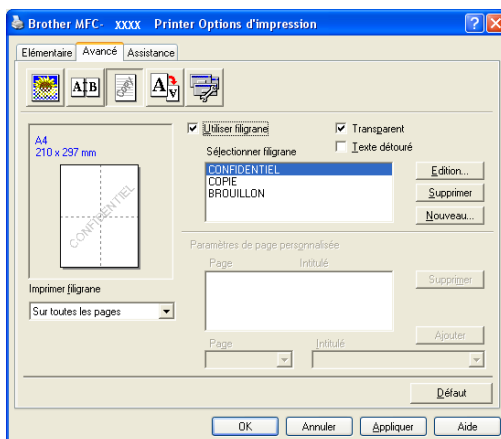 Brother MFC- XXXX Printer Options d'impression
Elémentaire Avancé Assistance
A B
COPY
A A
A4
210 x 297 mm
CONFIDENTIEL
Imprimer filigrane
Sur toutes les pages
Utiliser filigrane
Transparent
Texte détouré
Sélectionner filigrane
CONFIDENTIEL
COPIE
BROUILLON
Edition...
Supprimer
Nouveau...
Paramètres de page personnalisée
Page Intitulé
Supprimer
Ajouter
Page Intitulé
Défaut
OK Annuler Appliquer Aide